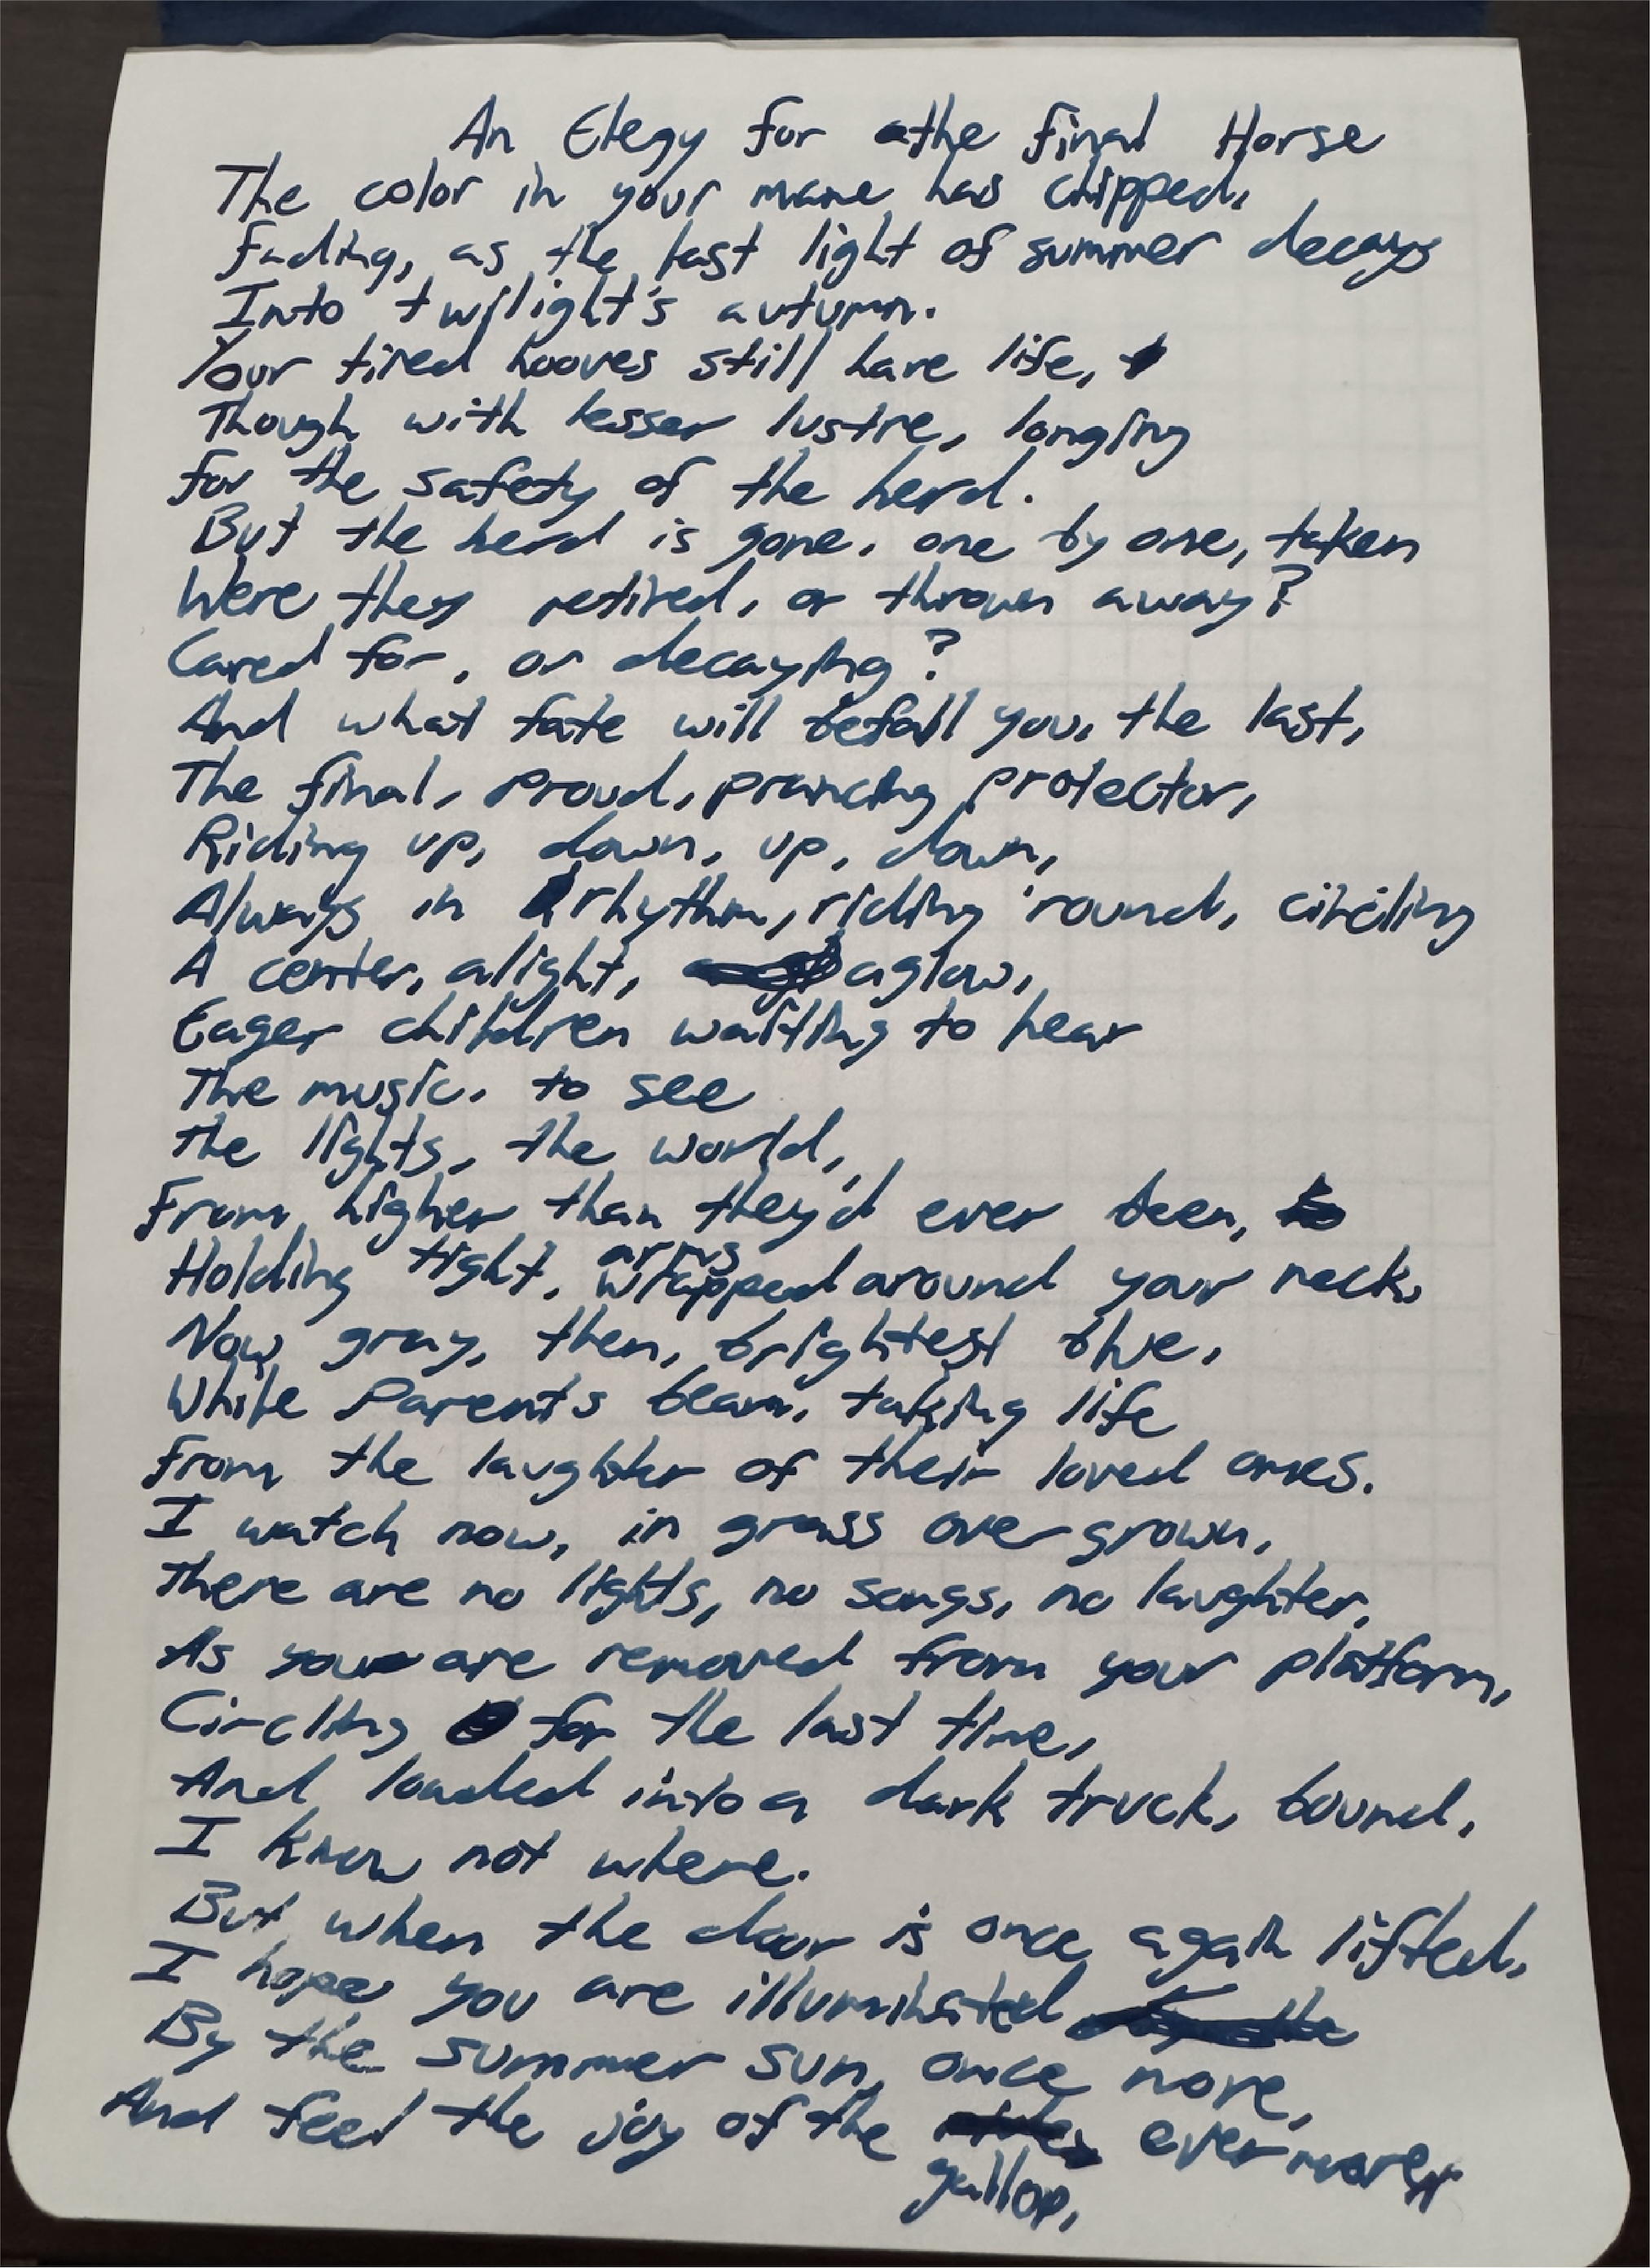 An Elegy for the Final Horse
The color in your mane has chipped,
Fading, as the last light of summer decays
Into twilight's autumn.
Your tired hooves still have life,
Though with lesser lustre, longing
For the safety of the herd.
But the herd is gone, one by one, taken
Were they retired, or thrown away?
Cared for, or decaying?
And what fate will befall you, the last,
The final, proud, prancing protector,
Riding up, down, up, down,
Always in rhythm, riding 'round, circling
A center, alight, aglow,
Eager children waiting to hear
The music, to see
The lights, the world,
From higher than they'd ever been,
Holding tight, arms wrapped around your neck,
Now gray, then, brightest blue,
While parents beam, taking life
From the laughter of their loved ones.
I watch now, in grass overgrown,
There are no lights, no songs, no laughter,
As you are removed from your platform,
Circling for the last time,
And loaded into a dark truck, bound,
I know not where.
But when the door is once again lifted,
I hope you are illuminated
By the summer sun, once more,
And feel the joy of the gallop, evermore.